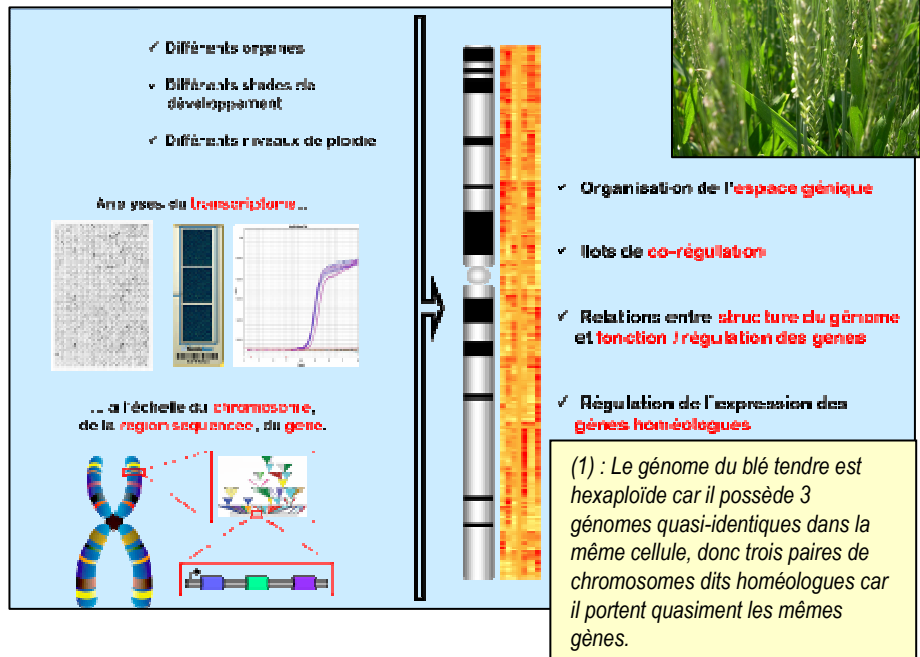 ✓ Différents organes
✓ Différents stades de
développement
✓ Différents niveaux de ploïdie
Analyses du transcriptome...
... à l'échelle du chromosome,
de la région séquencée, du gène.
✓ Organisation de l'espace génique
✓ Ilots de co-régulation
✓ Relations entre structure du génome
et fonction / régulation des gènes
✓ Régulation de l'expression des
gènes homéologues
(1) : Le génome du blé tendre est
hexaploïde car il possède 3
génomes quasi-identiques dans la
même cellule, donc trois paires de
chromosomes dits homéologues car
il portent quasiment les mêmes
gènes.